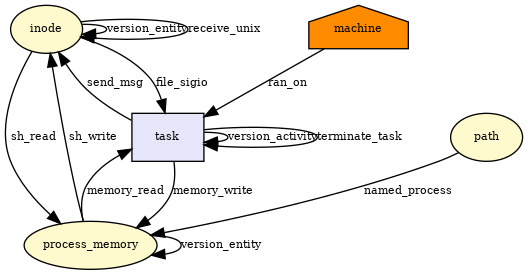 inode
version_entity
receive_unix
machine
send_msg
file_sigio
ran_on
sh_read
sh_write
task
version_activity
terminate_task
path
memory_read
memory_write
named_process
process_memory
version_entity